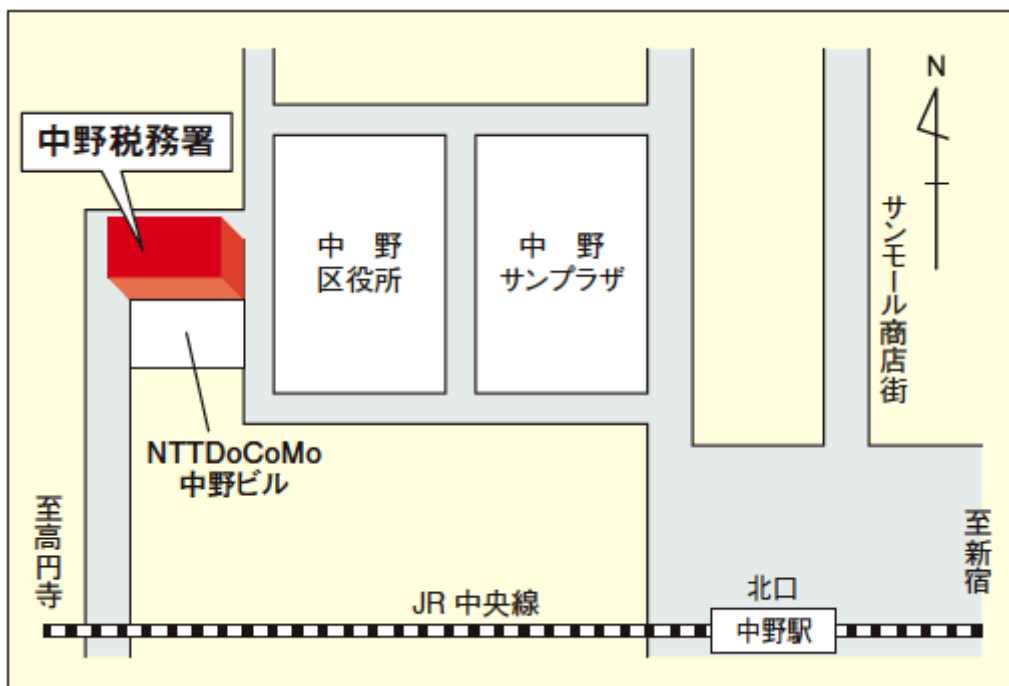 N
中野税務署
中 野
区役所
中 野
サンプラザ
サンモール商店街
NTTDoCoMo
中野ビル
至高円寺
至新宿
北口
JR 中央線
中野駅